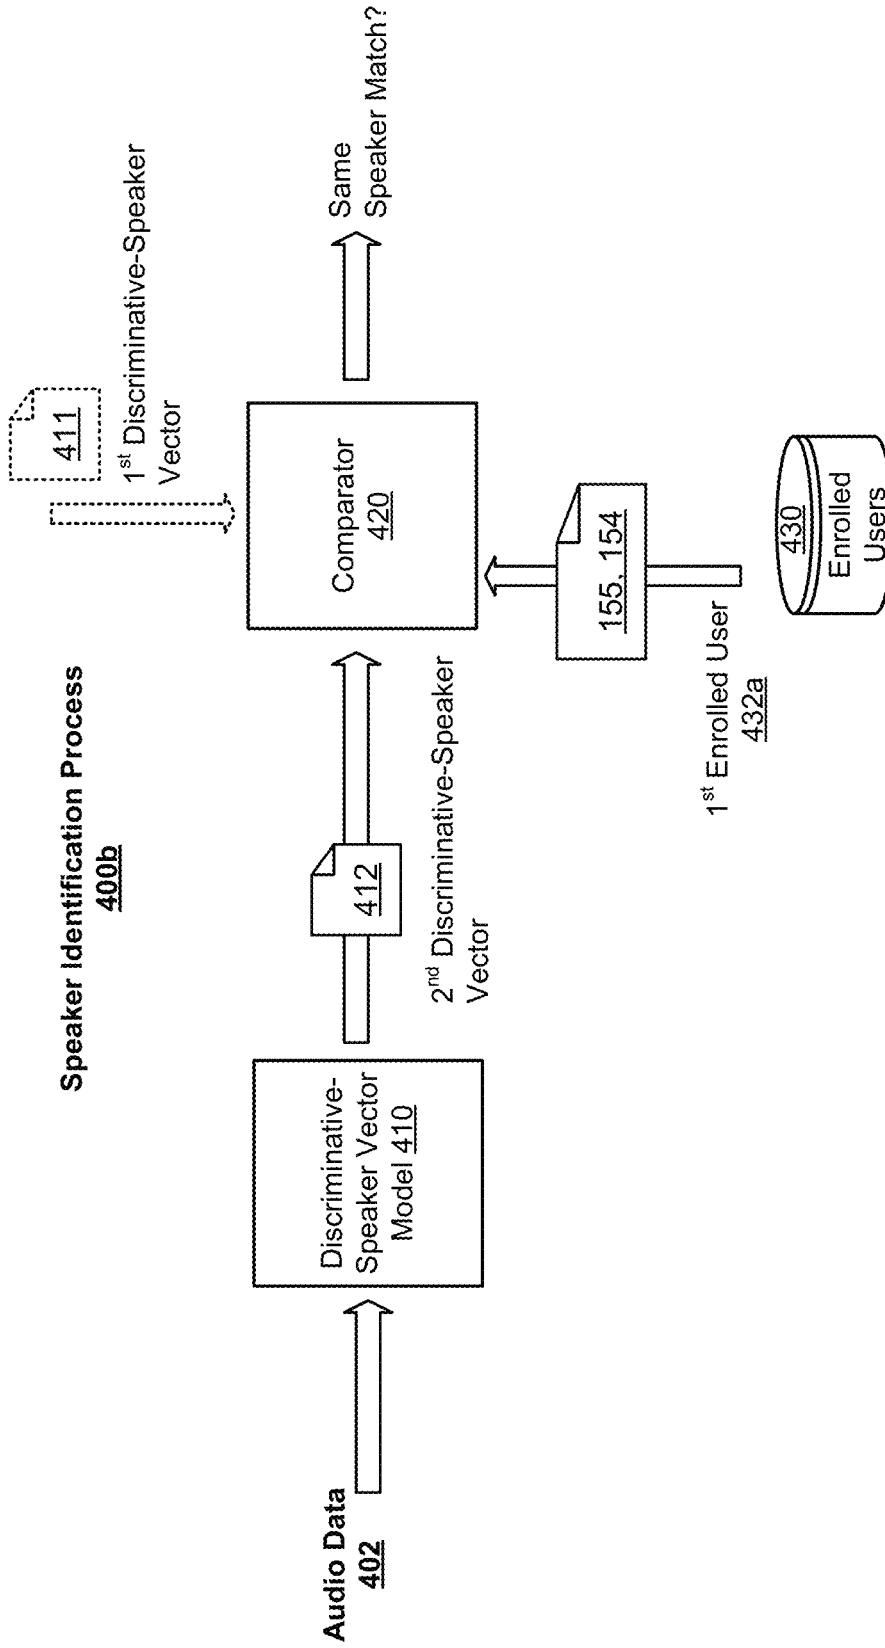 Speaker Identification Process
400b
411
1st Discriminative-Speaker
Vector
Audio Data
402
Discriminative-
Speaker Vector
Model 410
412
2nd Discriminative-Speaker
Vector
Comparator
420
Same
Speaker Match?
155, 154
1st Enrolled User
432a
430
Enrolled
Users